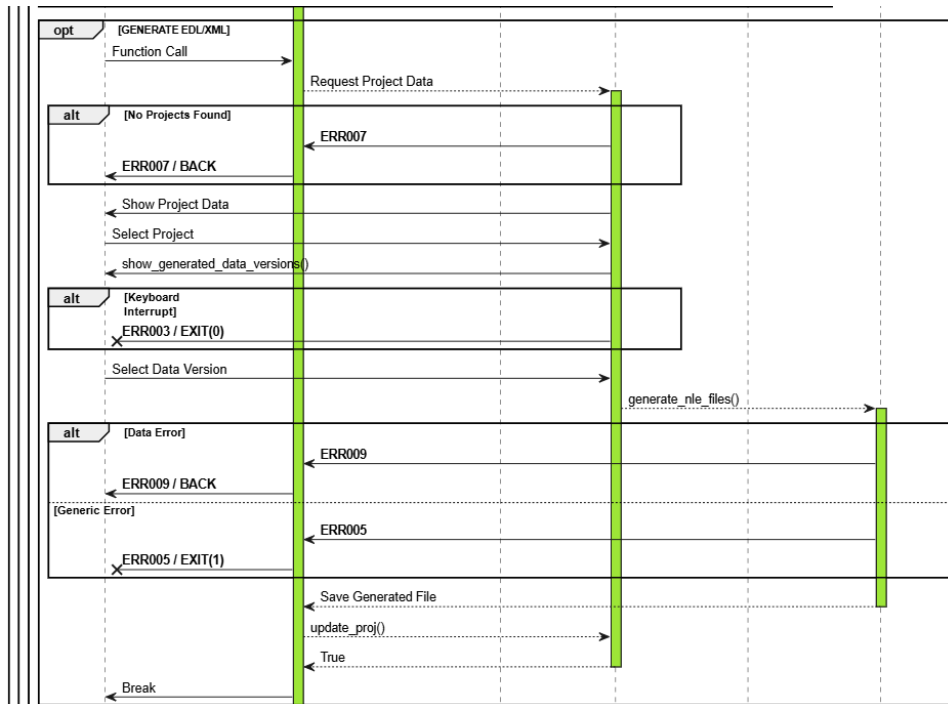 opt [GENERATE EDL/XML]
Function Call
Request Project Data
alt [No Projects Found]
ERR007
ERR007 / BACK
Show Project Data
Select Project
show_generated_data_versions()
alt [Keyboard
Interrupt]
ERR003 / EXIT(0)
Select Data Version
generate_nle_files()
alt [Data Error]
ERR009
ERR009 / BACK
[Generic Error]
ERR005
ERR005 / EXIT(1)
Save Generated File
update_proj()
True
Break